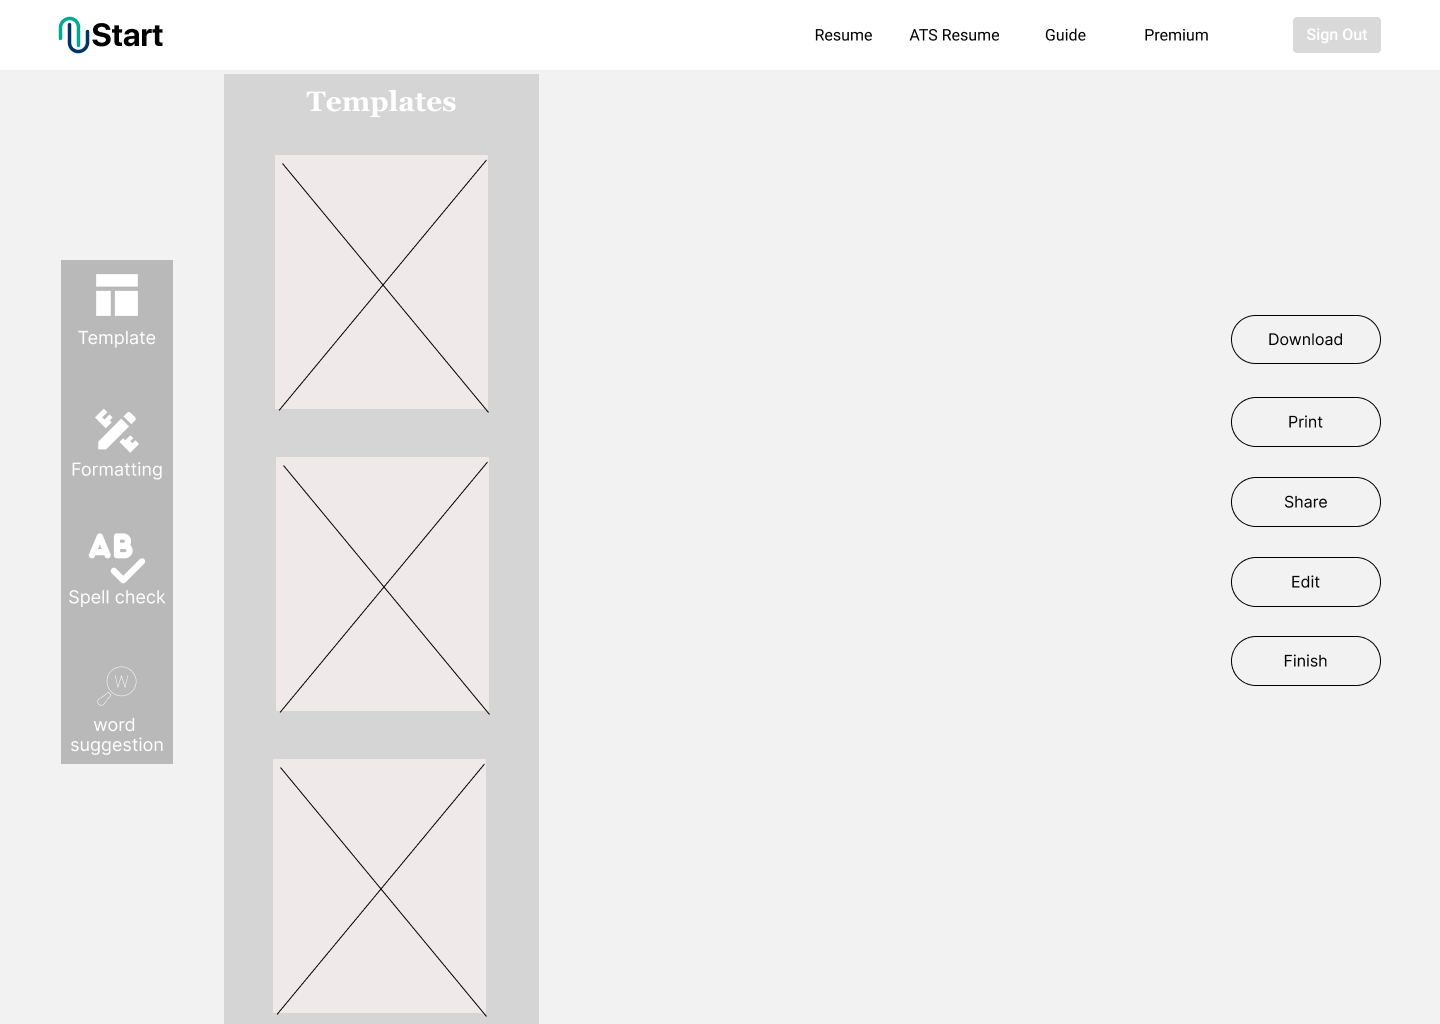 Start
Resume
ATS Resume
Guide
Premium
Sign Out
Templates
Template
Formatting
AB
Spell check
W
word
suggestion
Download
Print
Share
Edit
Finish